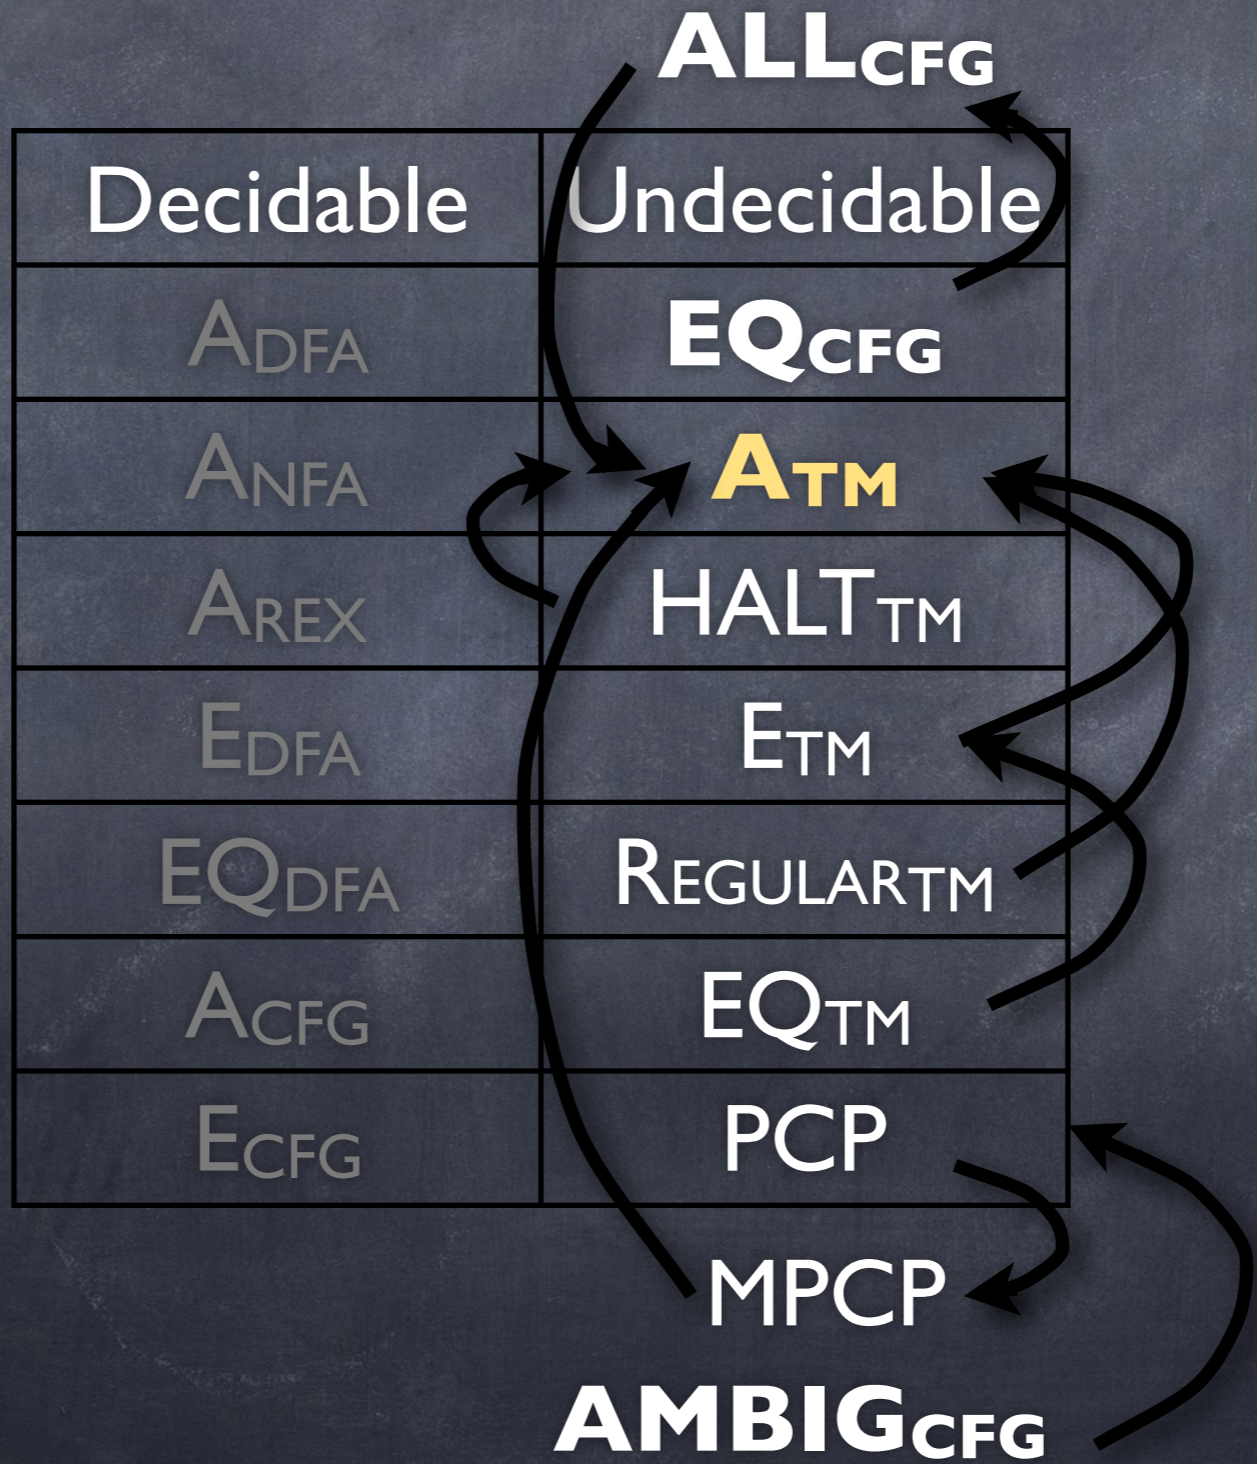 ALLCFG
Decidable Undecidable
ADFA EQCFG
ANFA ATM
AREX HALTTM
EDFA ETM
EQDFA REGULARTM
ACFG EQTM
ECFG PCP
MPCP
AMBIGCFG